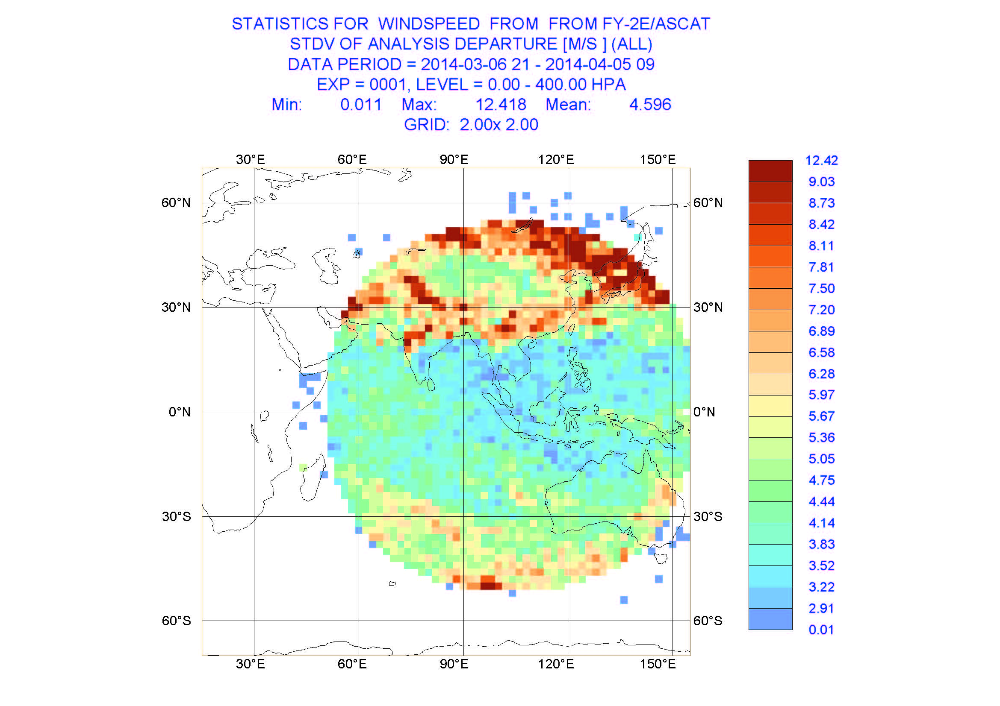 STATISTICS FOR WINDSPEED FROM FROM FY-2E/ASCAT
STDV OF ANALYSIS DEPARTURE [M/S ] (ALL)
DATA PERIOD = 2014-03-06 21 - 2014-04-05 09
EXP = 0001, LEVEL = 0.00 - 400.00 HPA
Min: 0.011 Max: 12.418 Mean: 4.596
GRID: 2.00x 2.00
30°E 60°E 90°E 120°E 150°E
60°N 60°N
30°N 30°N
0°N 0°N
30°S 30°S
60°S 60°S
30°E 60°E 90°E 120°E 150°E
12.42
9.03
8.73
8.42
8.11
7.81
7.50
7.20
6.89
6.58
6.28
5.97
5.67
5.36
5.05
4.75
4.44
4.14
3.83
3.52
3.22
2.91
0.01